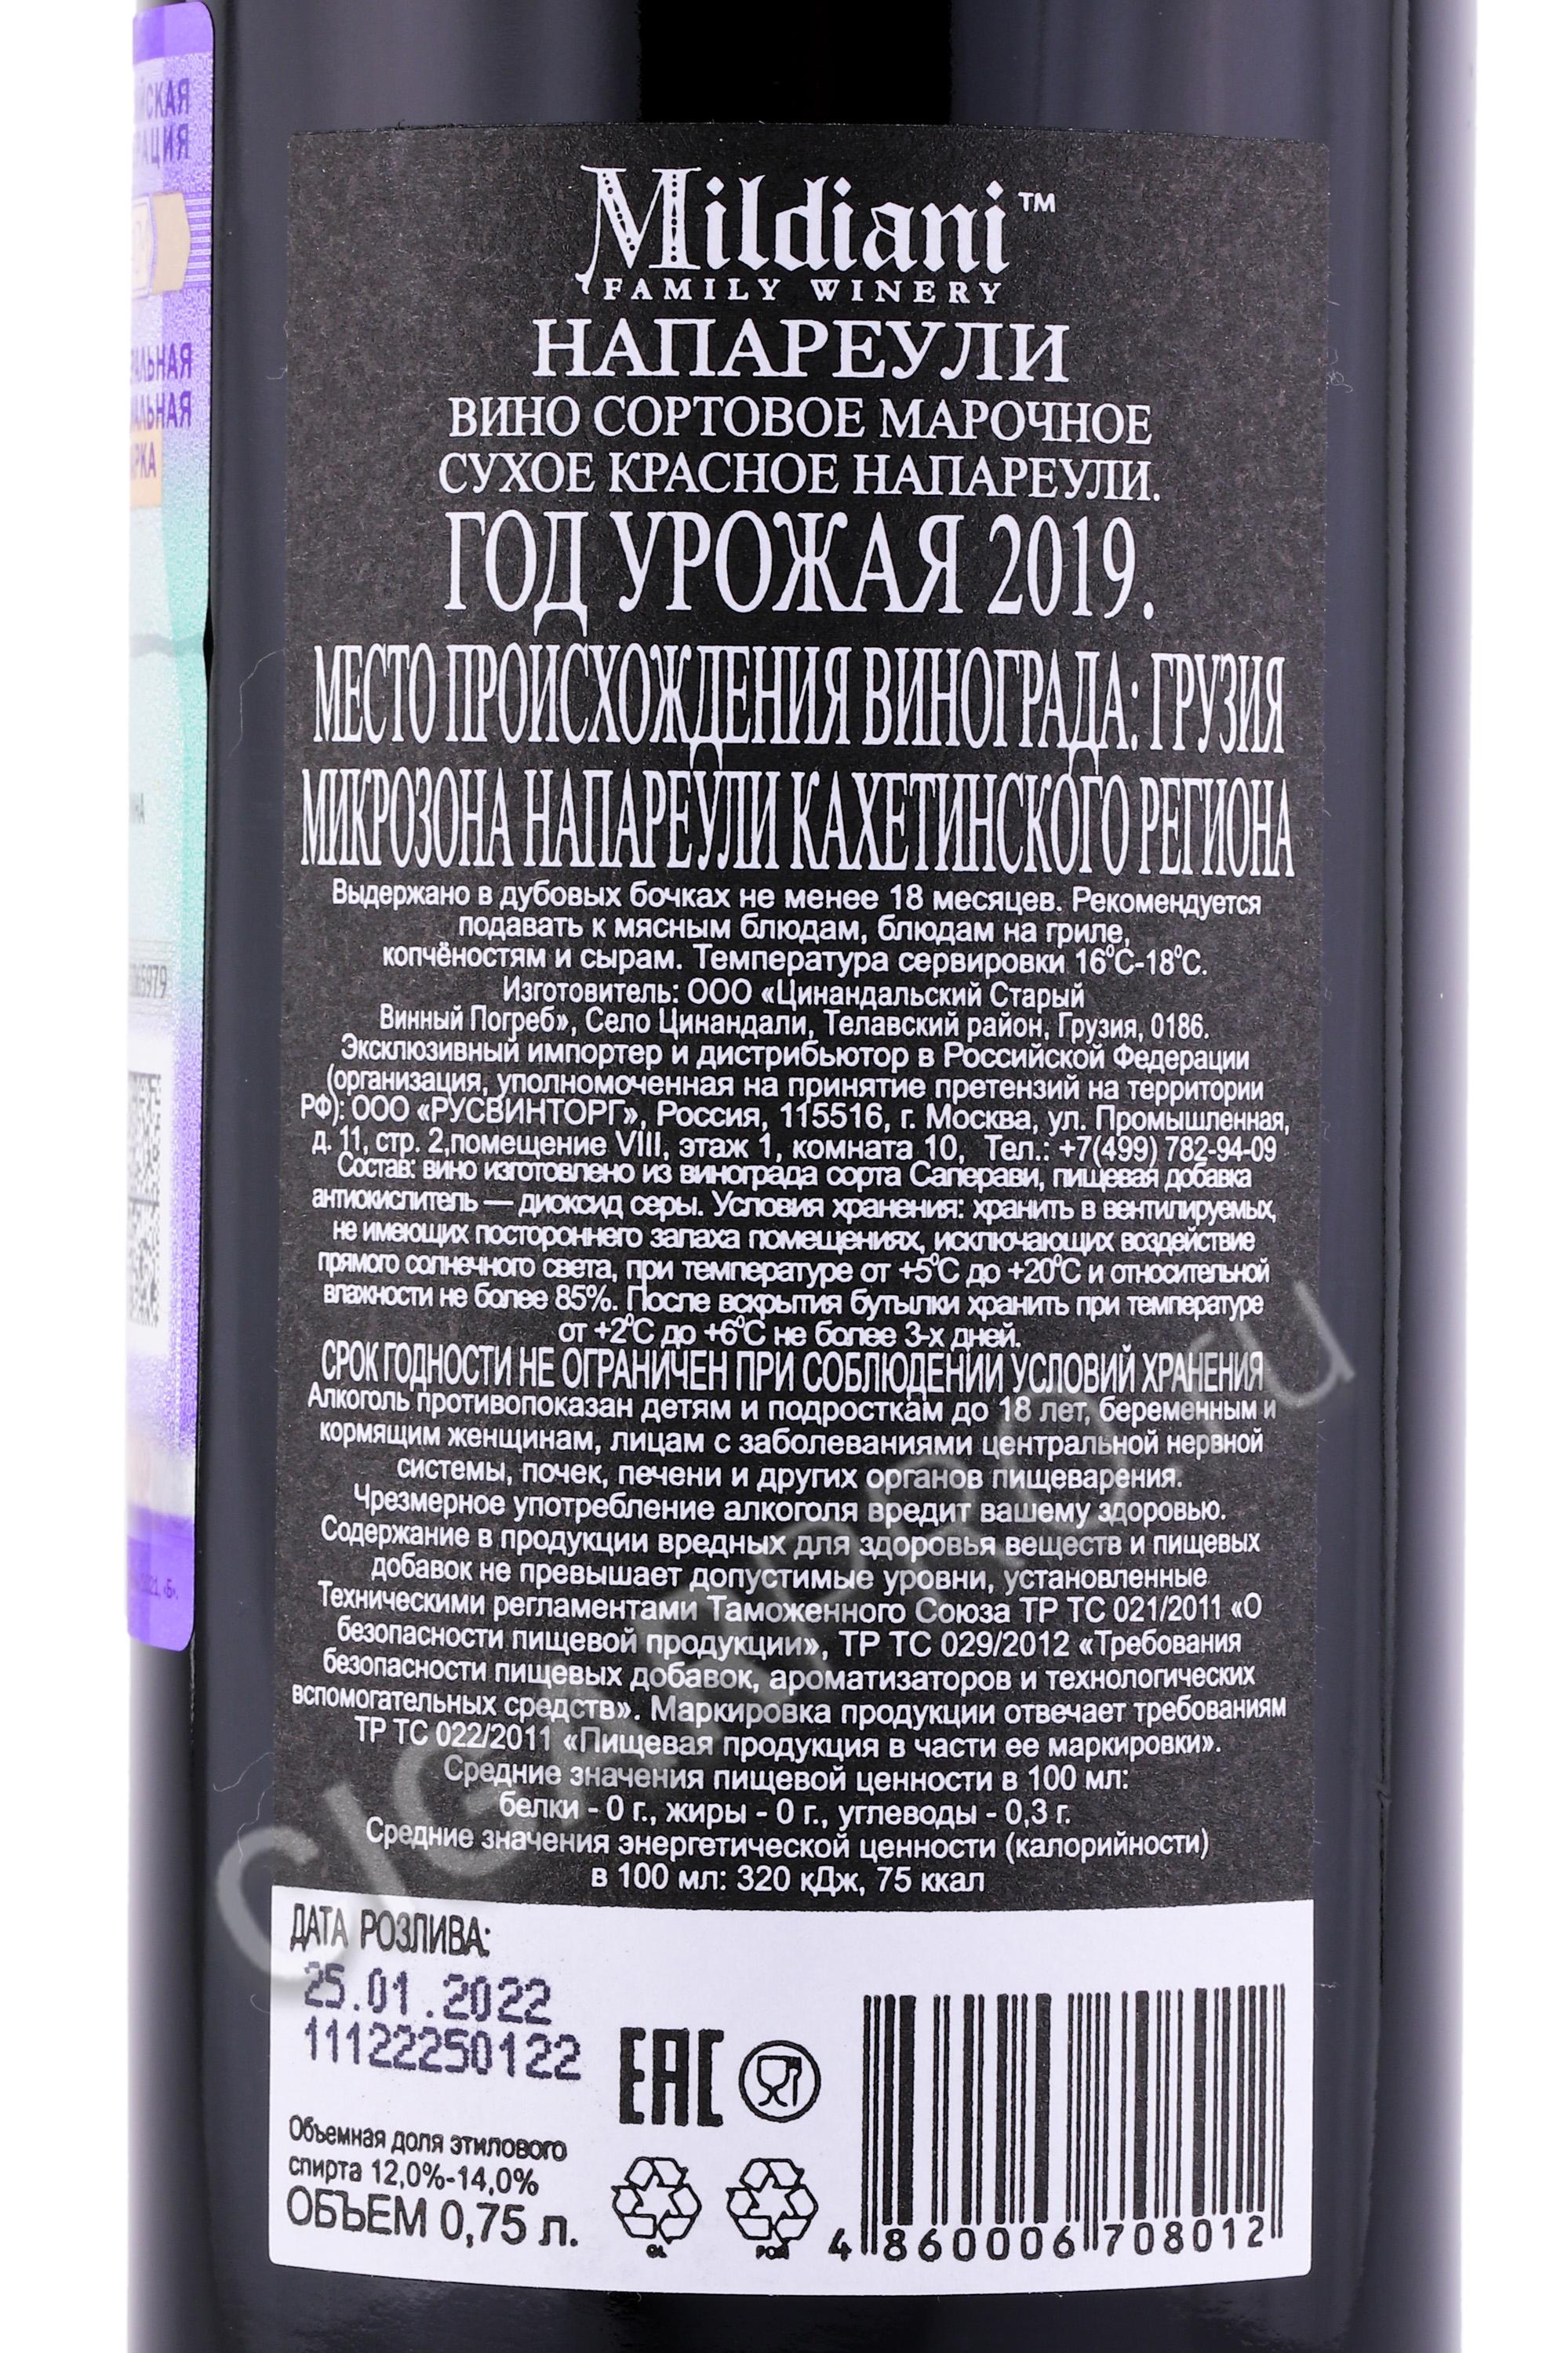 Mildiani™
FAMILY WINERY
НАПАРЕУЛИ
ВИНО СОРТОВОЕ МАРОЧНОЕ
СУХОЕ КРАСНОЕ НАПАРЕУЛИ.
ГОД УРОЖАЯ 2019.
МЕСТО ПРОИСХОЖДЕНИЯ ВИНОГРАДА: ГРУЗИЯ
МИКРОЗОНА НАПАРЕУЛИ КАХЕТИНСКОГО РЕГИОНА
Выдержано в дубовых бочках не менее 18 месяцев. Рекомендуется
подавать к мясным блюдам, блюдам на гриле,
копчёностям и сырам. Температура сервировки 16⁰С-18⁰С.
Изготовитель: ООО «Цинандальский Старый
Винный Погреб», Село Цинандали, Телавский район, Грузия, 0186.
Эксклюзивный импортер и дистрибьютор в Российской Федерации
(организация, уполномоченная на принятие претензий на территории
РФ): ООО «РУСВИНТОРГ», Россия, 115516, г. Москва, ул. Промышленная,
д. 11, стр. 2,помещение VIII, этаж 1, комната 10, Тел.: +7(499) 782-94-09
Состав: вино изготовлено из винограда сорта Саперави, пищевая добавка
антиокислитель — диоксид серы. Условия хранения: хранить в вентилируемых,
не имеющих постороннего запаха помещениях, исключающих воздействие
прямого солнечного света, при температуре от +5⁰С до +20⁰С и относительной
влажности не более 85%. После вскрытия бутылки хранить при температуре
от +2⁰С до +6⁰С не более 3-х дней.
СРОК ГОДНОСТИ НЕ ОГРАНИЧЕН ПРИ СОБЛЮДЕНИИ УСЛОВИЙ ХРАНЕНИЯ
Алкоголь противопоказан детям и подросткам до 18 лет, беременным и
кормящим женщинам, лицам с заболеваниями центральной нервной
системы, почек, печени и других органов пищеварения.
Чрезмерное употребление алкоголя вредит вашему здоровью.
Содержание в продукции вредных для здоровья веществ и пищевых
добавок не превышает допустимые уровни, установленные
Техническими регламентами Таможенного Союза ТР ТС 021/2011 «О
безопасности пищевой продукции», ТР ТС 029/2012 «Требования
безопасности пищевых добавок, ароматизаторов и технологических
вспомогательных средств». Маркировка продукции отвечает требованиям
ТР ТС 022/2011 «Пищевая продукция в части ее маркировки».
Средние значения пищевой ценности в 100 мл:
белки - 0 г., жиры - 0 г., углеводы - 0,3 г.
Средние значения энергетической ценности (калорийности)
в 100 мл: 320 кДж, 75 ккал
ДАТА РОЗЛИВА:
25.01.2022
11122250122
EAC
Объемная доля этилового
спирта 12,0%-14,0%
ОБЪЕМ 0,75 л.
GL
4 860006 708012
CIGARPRO.ru